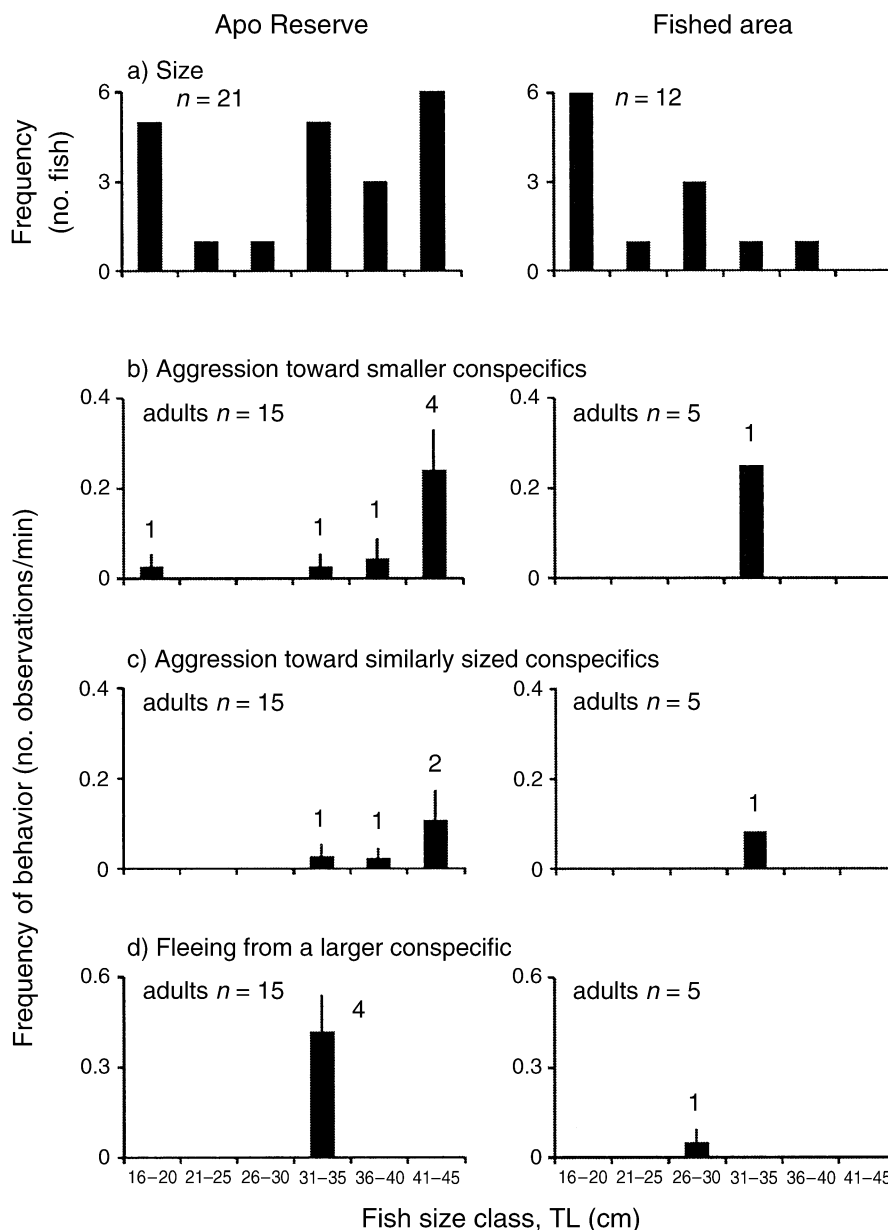 Apo Reserve
Fished area
a) Size
6
n = 21
3
0
6
n = 12
3
0
Frequency
(no. fish)
b) Aggression toward smaller conspecifics
0.4
adults n = 15
4
0.2
1
1
1
0
0.4
adults n = 5
1
0.2
0
c) Aggression toward similarly sized conspecifics
0.4
adults n = 15
2
0.2
1
1
0
0.4
adults n = 5
0.2
1
0
d) Fleeing from a larger conspecific
0.6
adults n = 15
4
0.3
0
0.6
adults n = 5
0.3
1
0
Frequency of behavior (no. observations/min)
16–20 21–25 26–30 31–35 36–40 41–45
16–20 21–25 26–30 31–35 36–40 41–45
Fish size class, TL (cm)